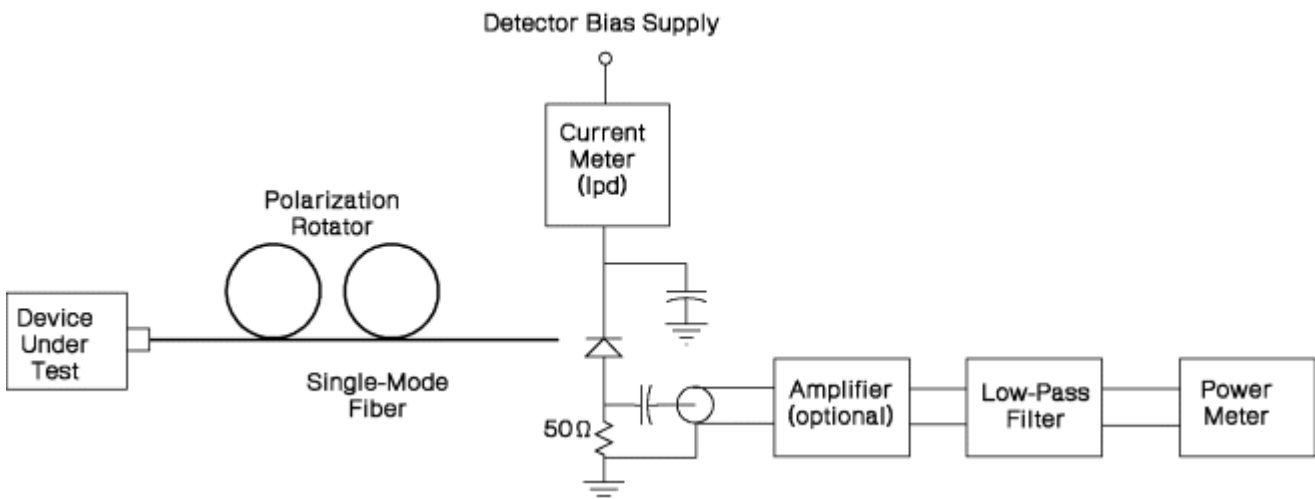 Detector Bias Supply
Current
Meter
(Ipd)
Polarization
Rotator
Device
Under
Test
Single-Mode
Fiber
50Ω
Amplifier
(optional)
Low-Pass
Filter
Power
Meter